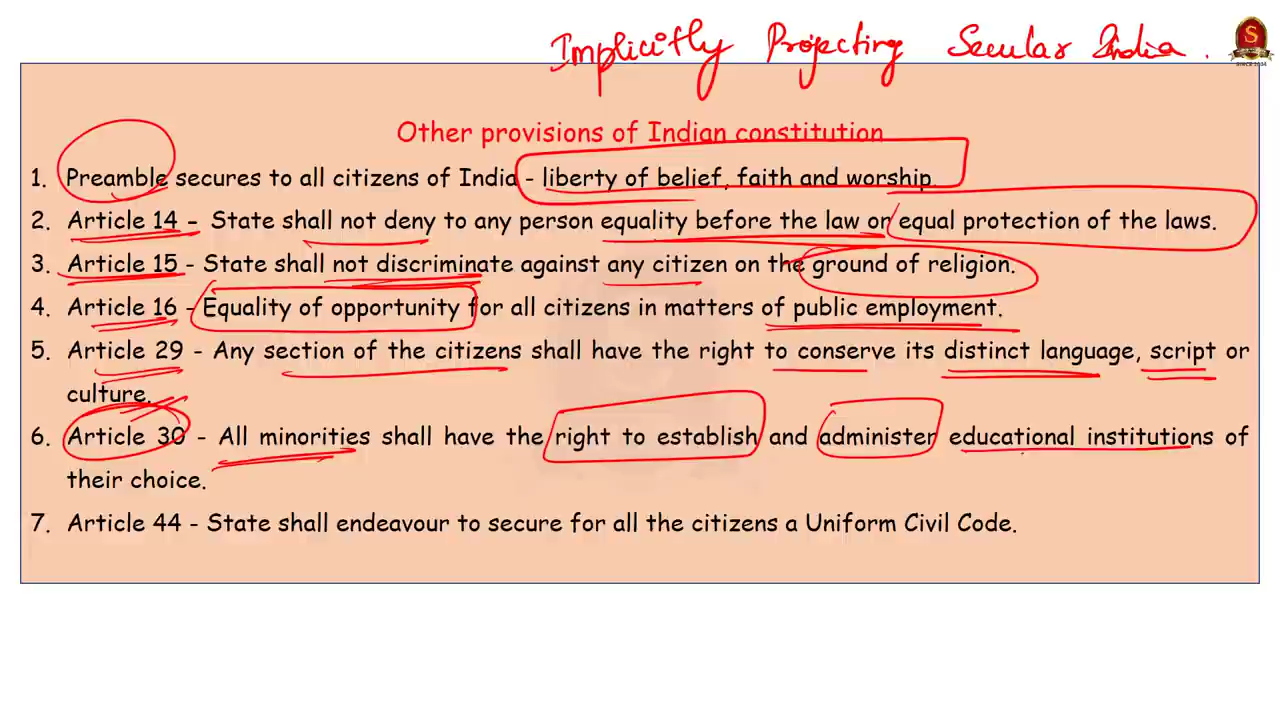 Implicitly Projecting Secular India.
S
SINCE 2004
Other provisions of Indian constitution
1. Preamble secures to all citizens of India - liberty of belief, faith and worship.
2. Article 14 - State shall not deny to any person equality before the law or equal protection of the laws.
3. Article 15 - State shall not discriminate against any citizen on the ground of religion.
4. Article 16 - Equality of opportunity for all citizens in matters of public employment.
5. Article 29 - Any section of the citizens shall have the right to conserve its distinct language, script or
culture.
6. Article 30 - All minorities shall have the right to establish and administer educational institutions of
their choice.
7. Article 44 - State shall endeavour to secure for all the citizens a Uniform Civil Code.